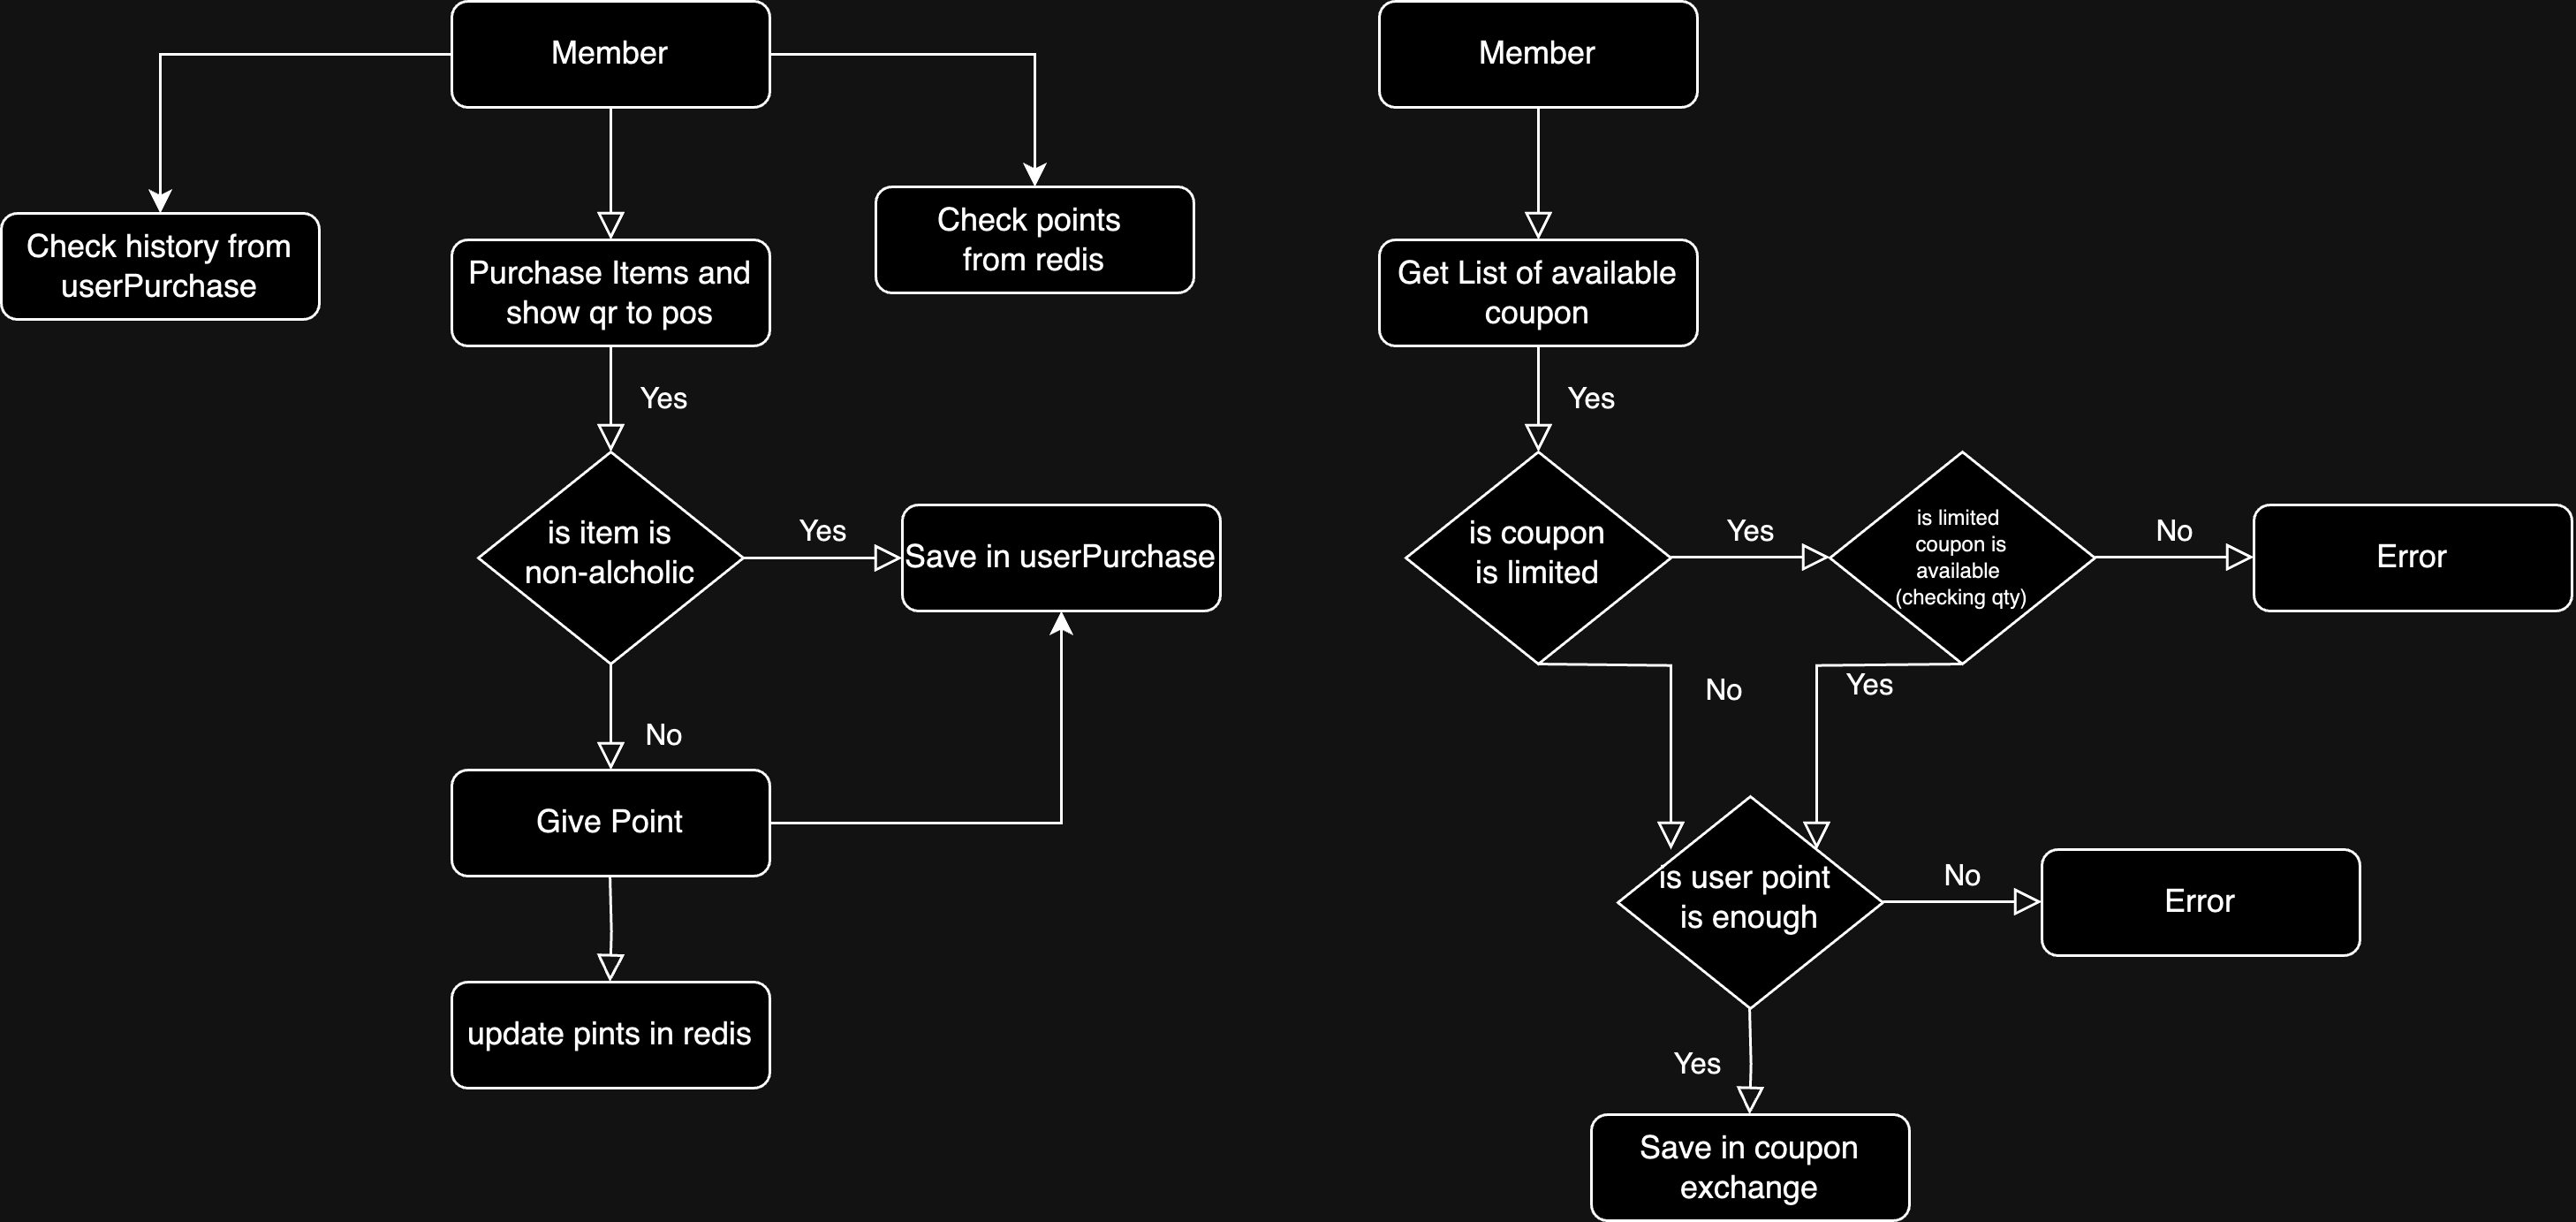 Member
Check history from
userPurchase
Purchase Items and
show qr to pos
Check points
from redis
Yes
is item is
non-alcholic
Yes
Save in userPurchase
No
Give Point
update pints in redis
Member
Get List of available
coupon
Yes
is coupon
is limited
Yes
is limited
coupon is
available
(checking qty)
No
Error
No
Yes
is user point
is enough
No
Error
Yes
Save in coupon
exchange